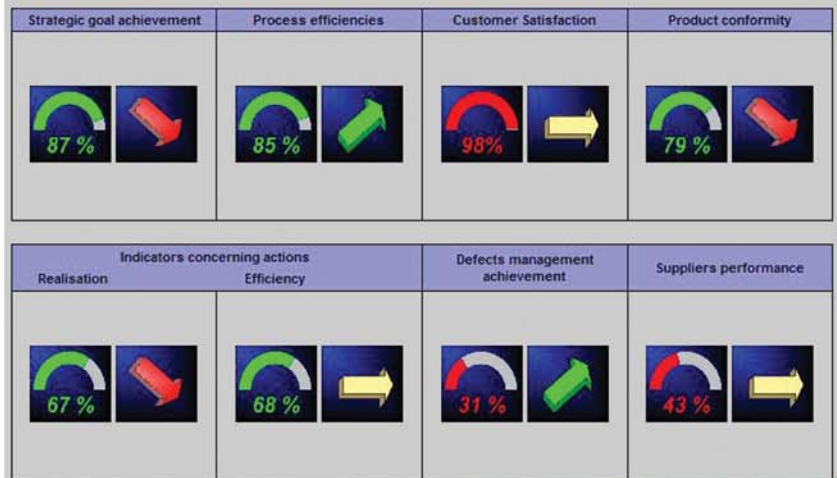 Strategic goal achievement
Process efficiencies
Customer Satisfaction
Product conformity
87 %
85 %
98%
79 %
Indicators concerning actions
Realisation
Efficiency
Defects management
achievement
Suppliers performance
67 %
68 %
31 %
43 %